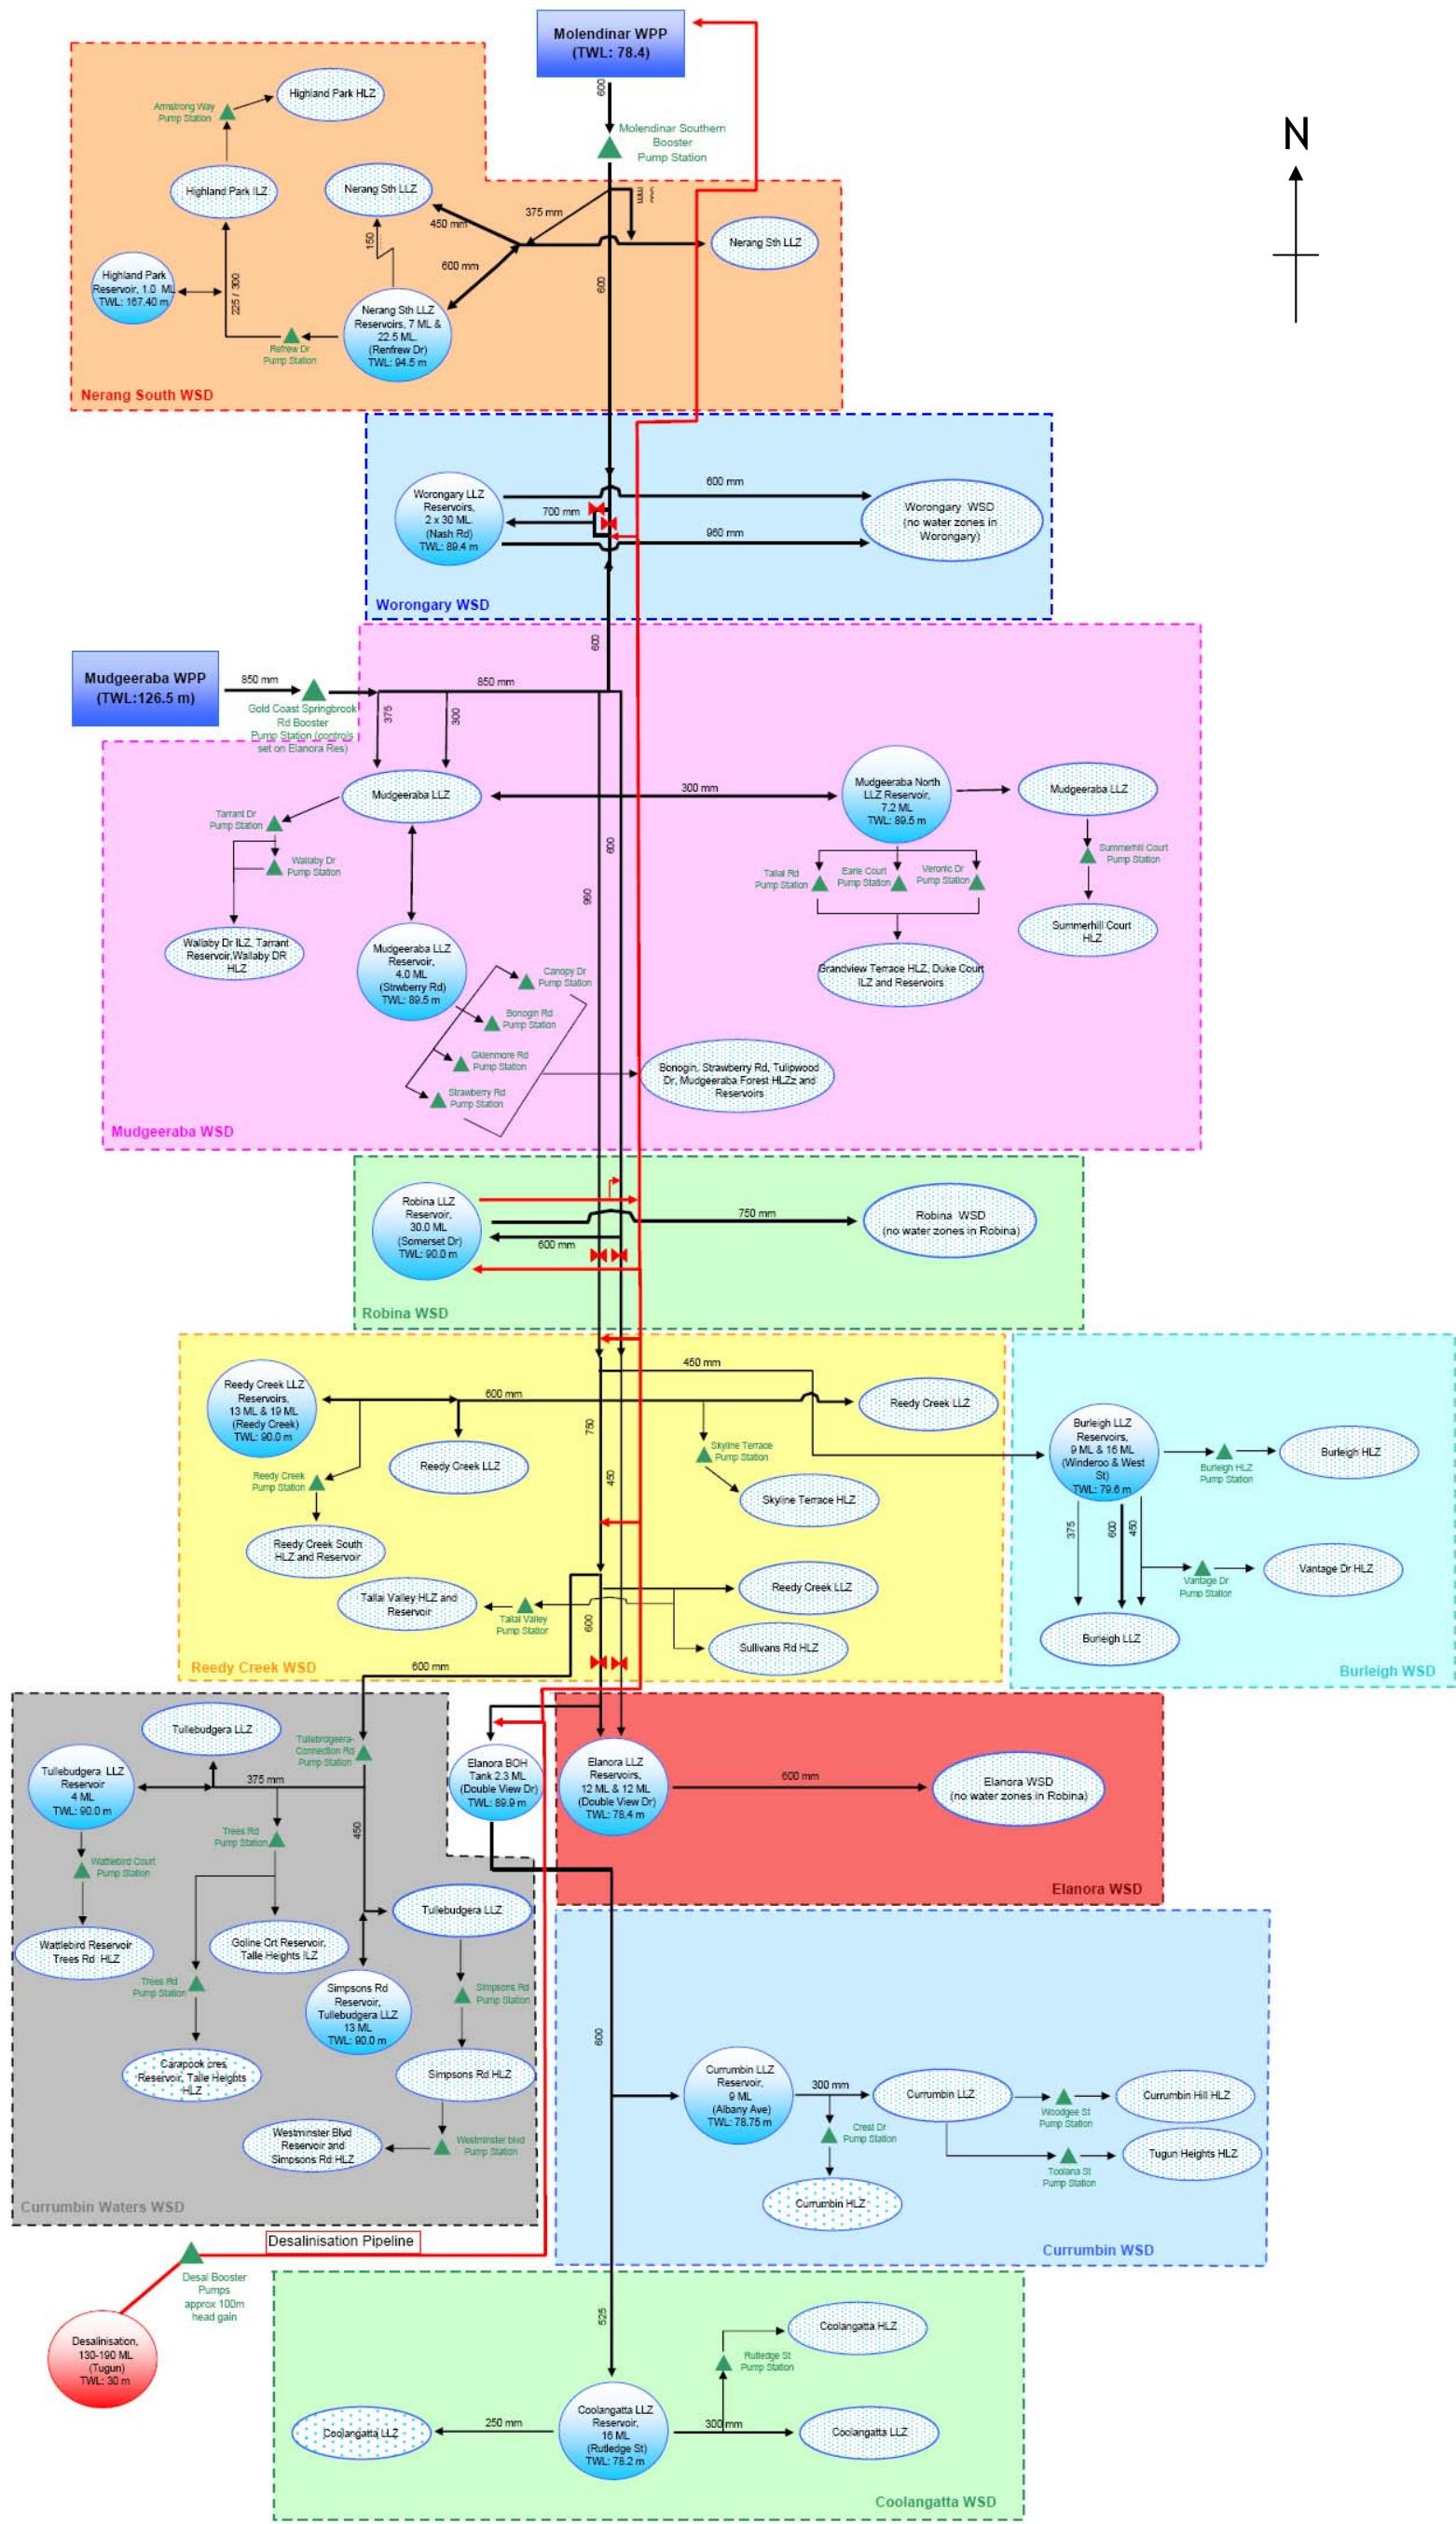 Molendinar WPP
(TWL: 78.4)
600
Molendinar Southern
Booster
Pump Station
N
Armstrong Way
Pump Station
Highland Park HLZ
Highland Park ILZ
Nerang Sth LLZ
375 mm
mm
450 mm
150
Nerang Sth LLZ
600 mm
600
Highland Park
Reservoir, 1.0 ML
TWL: 167.40 m
225 / 300
Refrew Dr
Pump Station
Nerang Sth LLZ
Reservoirs, 7 ML &
22.5 ML.
(Renfrew Dr)
TWL: 94.5 m
Nerang South WSD
Worongary LLZ
Reservoirs,
2 x 30 ML.
(Nash Rd)
TWL: 89.4 m
600 mm
700 mm
960 mm
Worongary WSD
(no water zones in
Worongary)
Worongary WSD
600
Mudgeeraba WPP
(TWL:126.5 m)
850 mm
Gold Coast Springbrook
Rd Booster
Pump Station (controls
set on Elanora Res)
850 mm
375
300
Mudgeeraba LLZ
300 mm
Mudgeeraba North
LLZ Reservoir,
7.2 ML
TWL: 89.5 m
Mudgeeraba LLZ
Tarrant Dr
Pump Station
Wallaby Dr
Pump Station
600
960
Tallai Rd
Pump Station
Earle Court
Pump Station
Veronic Dr
Pump Station
Summerhill Court
Pump Station
Wallaby Dr ILZ, Tarrant
Reservoir,Wallaby DR
HLZ
Mudgeeraba LLZ
Reservoir,
4.0 ML
(Strwberry Rd)
TWL: 89.5 m
Summerhill Court
HLZ
Grandview Terrace HLZ, Duke Court
ILZ and Reservoirs
Canopy Dr
Pump Station
Bonogin Rd
Pump Station
Gklenmore Rd
Pump Station
Strawberry Rd
Pump Station
Bonogin, Strawberry Rd, Tulipwood
Dr, Mudgeeraba Forest HLZz and
Reservoirs
Mudgeeraba WSD
Robina LLZ
Reservoir,
30.0 ML
(Somerset Dr)
TWL: 90.0 m
750 mm
600 mm
Robina WSD
(no water zones in Robina)
Robina WSD
450 mm
Reedy Creek LLZ
Reservoirs,
13 ML & 19 ML
(Reedy Creek)
TWL: 90.0 m
600 mm
Reedy Creek LLZ
750
450
Reedy Creek LLZ
Reedy Creek
Pump Station
Skyline Terrace
Pump Station
Skyline Terrace HLZ
Reedy Creek South
HLZ and Reservoir
Reedy Creek LLZ
Tallai Valley HLZ and
Reservoir
Tallai Valley
Pump Station
600
Sullivans Rd HLZ
Reedy Creek WSD
600 mm
Burleigh LLZ
Reservoirs,
9 ML & 16 ML
(Winderoo & West
St)
TWL: 79.6 m
Burleigh HLZ
Pump Station
Burleigh HLZ
375
600
450
Vantage Dr
Pump Station
Vantage Dr HLZ
Burleigh LLZ
Burleigh WSD
Tullebudgera LLZ
Tullebrdgeera-
Connection Rd
Pump Station
Tullebudgera LLZ
Reservoir
4 ML
TWL: 90.0 m
375 mm
450
Trees Rd
Pump Station
Wattlebird Court
Pump Station
Tullebudgera LLZ
Wattlebird Reservoir
Trees Rd HLZ
Goline Crt Reservoir,
Talle Heights ILZ
Trees Rd
Pump Station
Simpsons Rd
Reservoir,
Tullebudgera LLZ
13 ML
TWL: 90.0 m
Simpsons Rd
Pump Station
Carapook cres
Reservoir, Talle Heights
HLZ
Simpsons Rd HLZ
Westminster Blvd
Reservoir and
Simpsons Rd HLZ
Westminster blvd
Pump Station
Currumbin Waters WSD
Elanora BOH
Tank 2.3 ML
(Double View Dr)
TWL: 89.9 m
Elanora LLZ
Reservoirs,
12 ML & 12 ML
(Double View Dr)
TWL: 78.4 m
600 mm
Elanora WSD
(no water zones in Robina)
Elanora WSD
600
Currumbin LLZ
Reservoir,
9 ML
(Albany Ave)
TWL: 78.75 m
300 mm
Currumbin LLZ
Woodgee St
Pump Station
Currumbin Hill HLZ
Crest Dr
Pump Station
Toolana St
Pump Station
Tugun Heights HLZ
Currumbin HLZ
Currumbin WSD
Desalinisation Pipeline
Desal Booster
Pumps
approx 100m
head gain
Desalinisation,
130-190 ML
(Tugun)
TWL: 30 m
525
Coolangatta HLZ
Rutledge St
Pump Station
Coolangatta LLZ
250 mm
Coolangatta LLZ
Reservoir,
16 ML
(Rutledge St)
TWL: 78.2 m
300 mm
Coolangatta LLZ
Coolangatta WSD